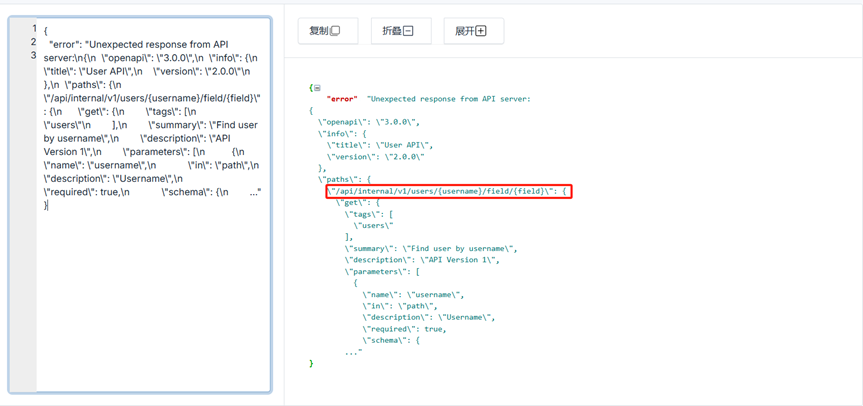 1 {
2   "error": "Unexpected response from API
server:\n{\n  \"openapi\": \"3.0.0\",\n  \"info\": {\n
\"title\": \"User API\",\n    \"version\": \"2.0.0\"\n
},\n  \"paths\": {\n
\"/api/internal/v1/users/{username}/field/{field}\"
: {\n      \"get\": {\n        \"tags\": [\n
\"users\"\n        ],\n        \"summary\": \"Find user
by username\",\n        \"description\": \"API
Version 1\",\n        \"parameters\": [\n          {\n
\"name\": \"username\",\n            \"in\": \"path\",\n
\"description\": \"Username\",\n
\"required\": true,\n            \"schema\": {\n        ..."
3 }
复制
折叠
展开
{
"error"  "Unexpected response from API server:
{
  \"openapi\": \"3.0.0\",
  \"info\": {
    \"title\": \"User API\",
    \"version\": \"2.0.0\"
  },
  \"paths\": {
    \"/api/internal/v1/users/{username}/field/{field}\": {
      \"get\": {
        \"tags\": [
          \"users\"
        ],
        \"summary\": \"Find user by username\",
        \"description\": \"API Version 1\",
        \"parameters\": [
          {
            \"name\": \"username\",
            \"in\": \"path\",
            \"description\": \"Username\",
            \"required\": true,
            \"schema\": {
        ..."
}